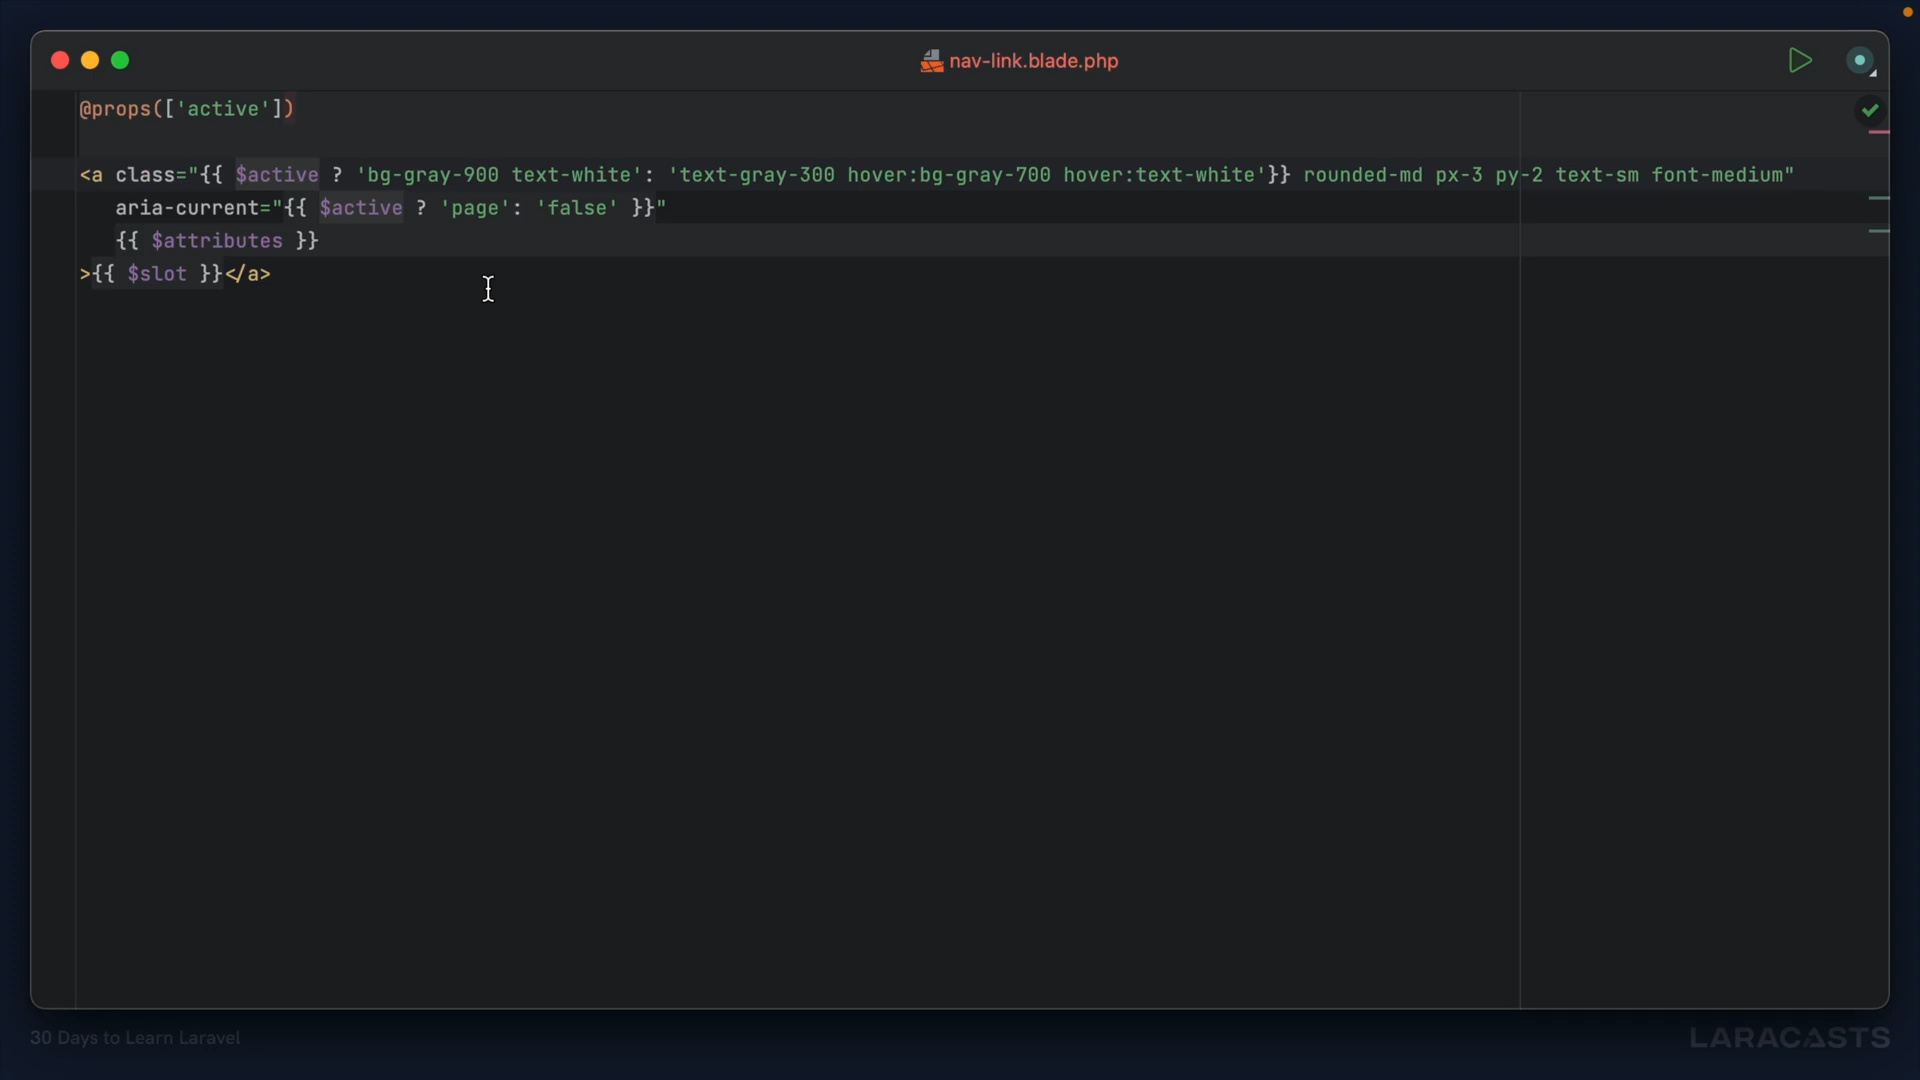 nav-link.blade.php
@props(['active'])
<a class="{{ $active ? 'bg-gray-900 text-white': 'text-gray-300 hover:bg-gray-700 hover:text-white'}} rounded-md px-3 py-2 text-sm font-medium"
aria-current="{{ $active ? 'page': 'false' }}"
{{ $attributes }}
>{{ $slot }}</a>
30 Days to Learn Laravel
LARACASTS